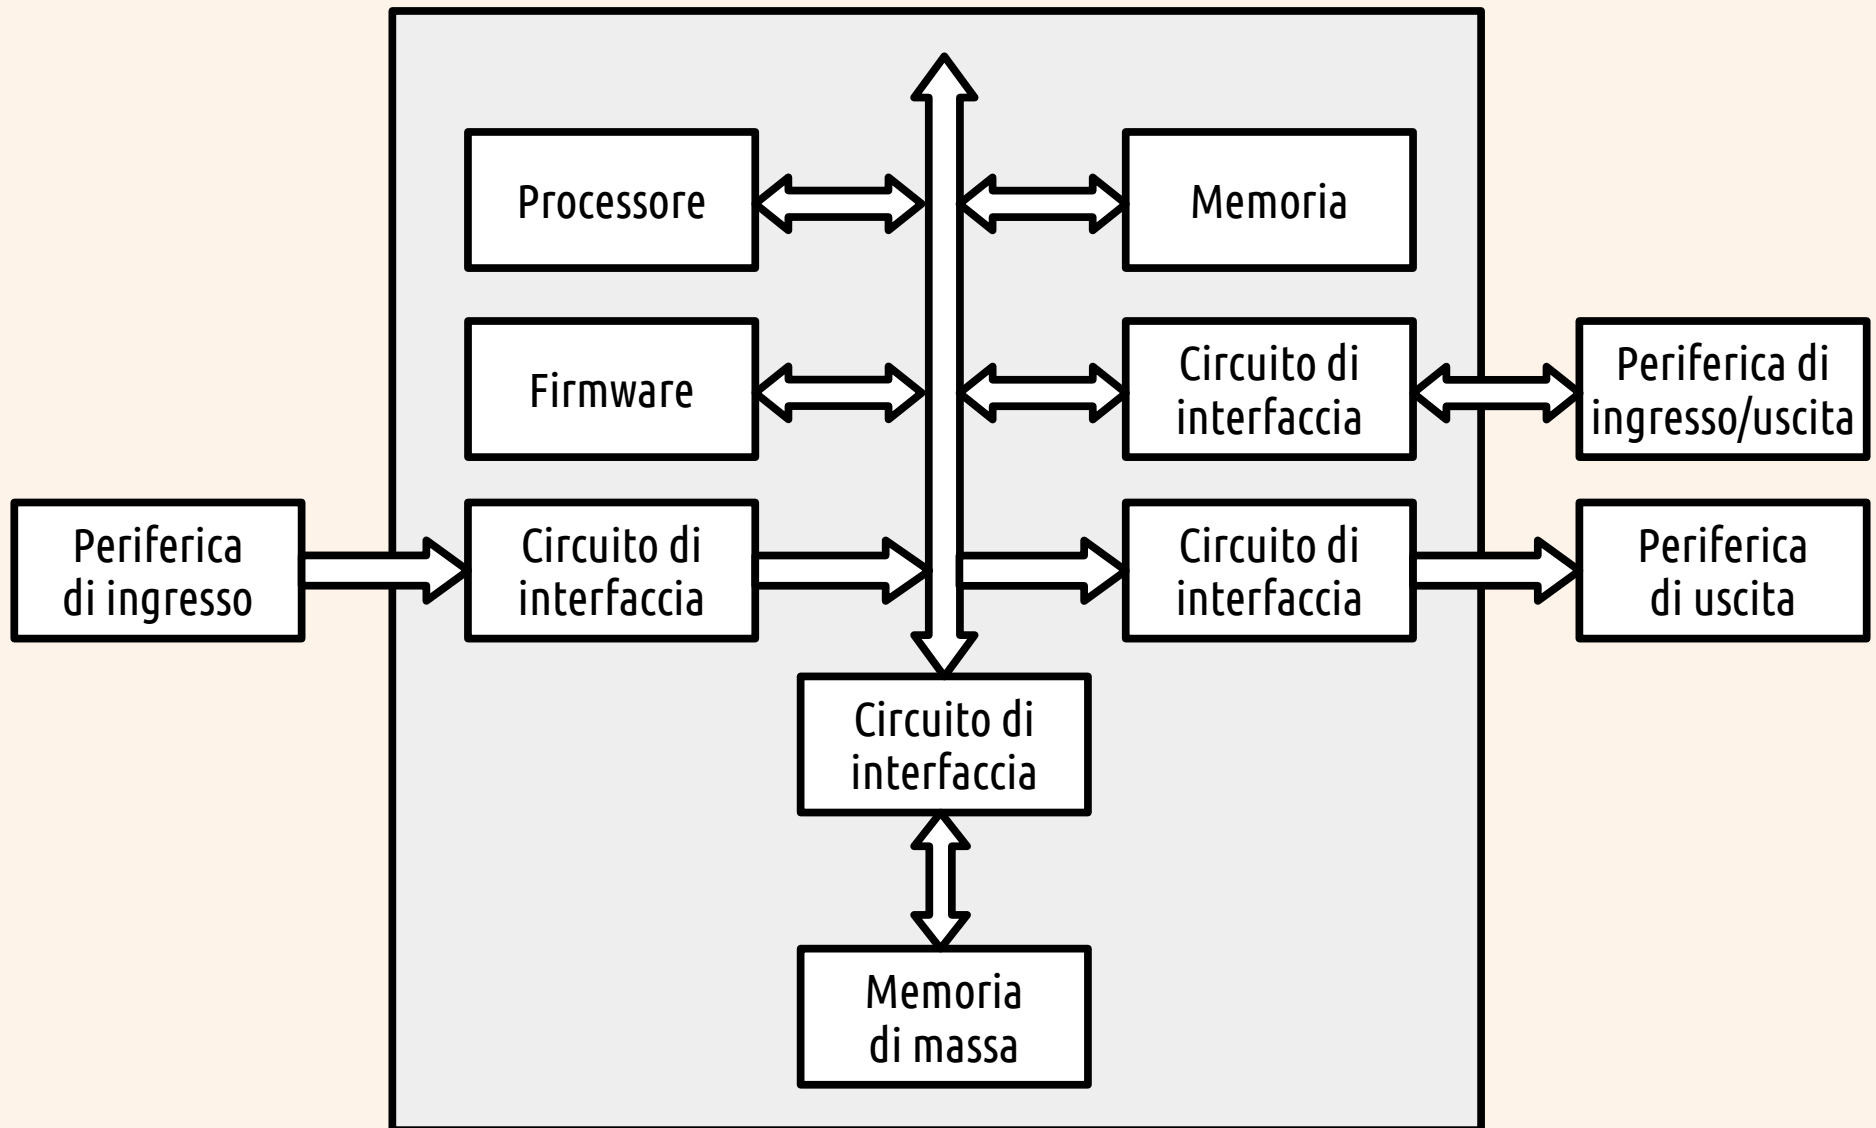 Processore
Memoria
Firmware
Circuito di
interfaccia
Periferica di
ingresso/uscita
Periferica
di ingresso
Circuito di
interfaccia
Circuito di
interfaccia
Periferica
di uscita
Circuito di
interfaccia
Memoria
di massa